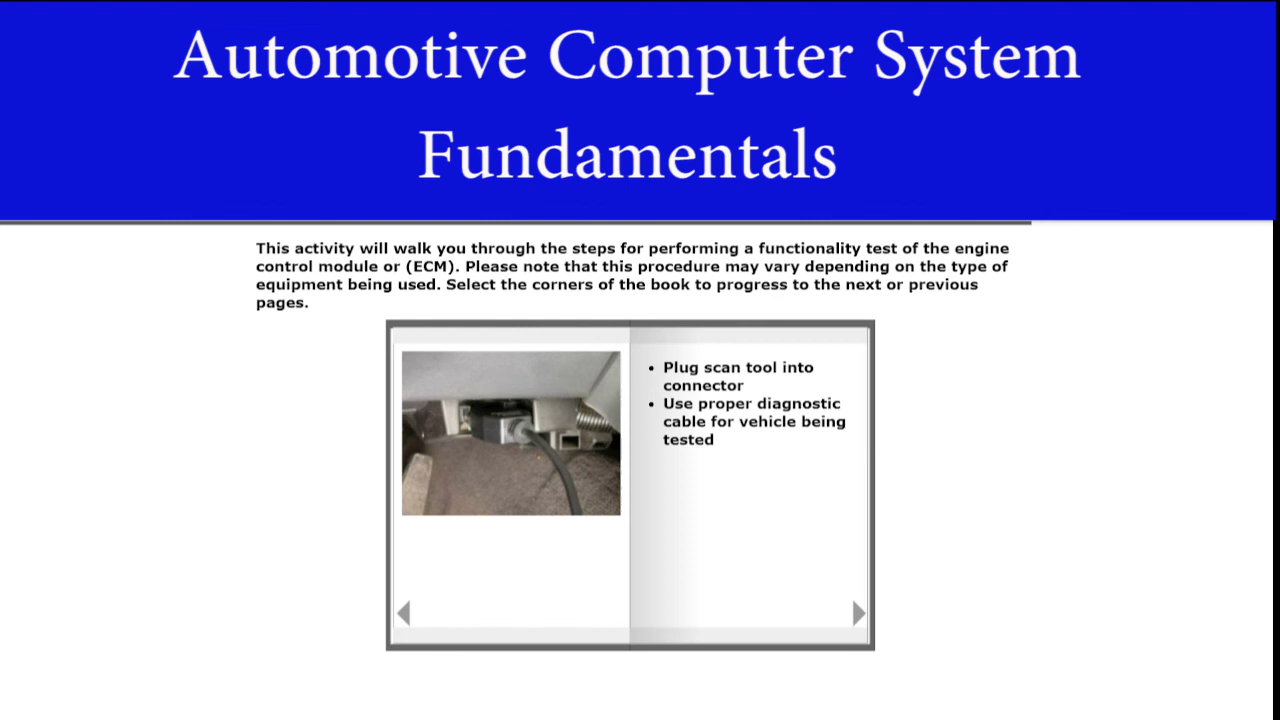 Automotive Computer System
Fundamentals
This activity will walk you through the steps for performing a functionality test of the engine
control module or (ECM). Please note that this procedure may vary depending on the type of
equipment being used. Select the corners of the book to progress to the next or previous
pages.
• Plug scan tool into
connector
• Use proper diagnostic
cable for vehicle being
tested